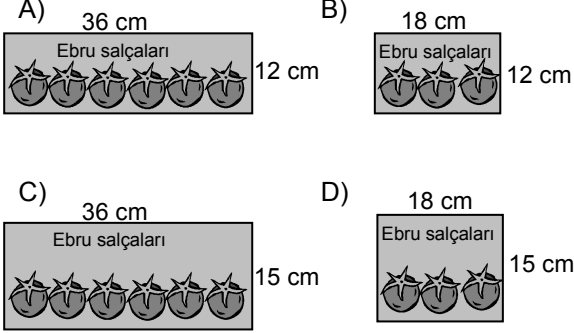 A)
36 cm
Ebru salçaları
12 cm
B)
18 cm
Ebru salçaları
12 cm
C)
36 cm
Ebru salçaları
15 cm
D)
18 cm
Ebru salçaları
15 cm